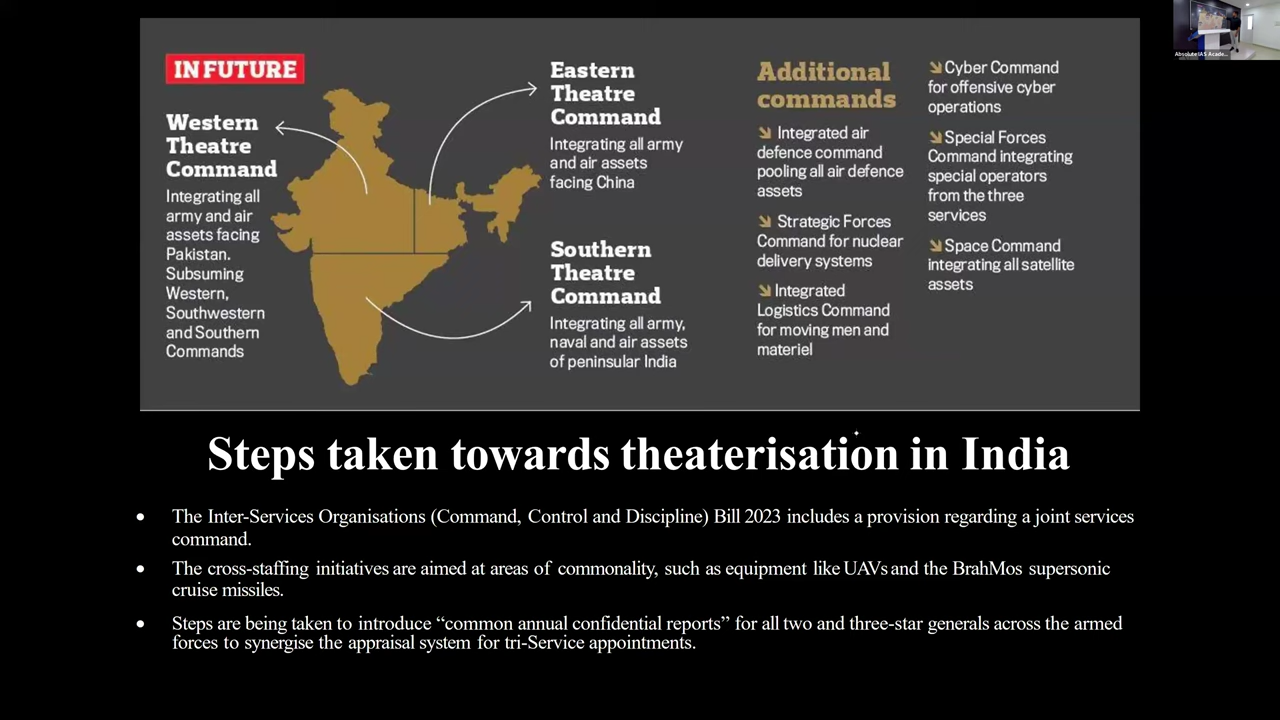 IN FUTURE
Western
Theatre
Command
Integrating all
army and air
assets facing
Pakistan.
Subsuming
Western,
Southwestern
and Southern
Commands
Eastern
Theatre
Command
Integrating all army
and air assets
facing China
Southern
Theatre
Command
Integrating all army,
naval and air assets
of peninsular India
Additional
commands
Integrated air
defence command
pooling all air defence
assets
Strategic Forces
Command for nuclear
delivery systems
Integrated
Logistics Command
for moving men and
materiel
Cyber Command
for offensive cyber
operations
Special Forces
Command integrating
special operators
from the three
services
Space Command
integrating all satellite
assets
Absolute IAS Acade...
Steps taken towards theaterisation in India
• The Inter-Services Organisations (Command, Control and Discipline) Bill 2023 includes a provision regarding a joint services
command.
• The cross-staffing initiatives are aimed at areas of commonality, such as equipment like UAVs and the BrahMos supersonic
cruise missiles.
• Steps are being taken to introduce “common annual confidential reports” for all two and three-star generals across the armed
forces to synergise the appraisal system for tri-Service appointments.